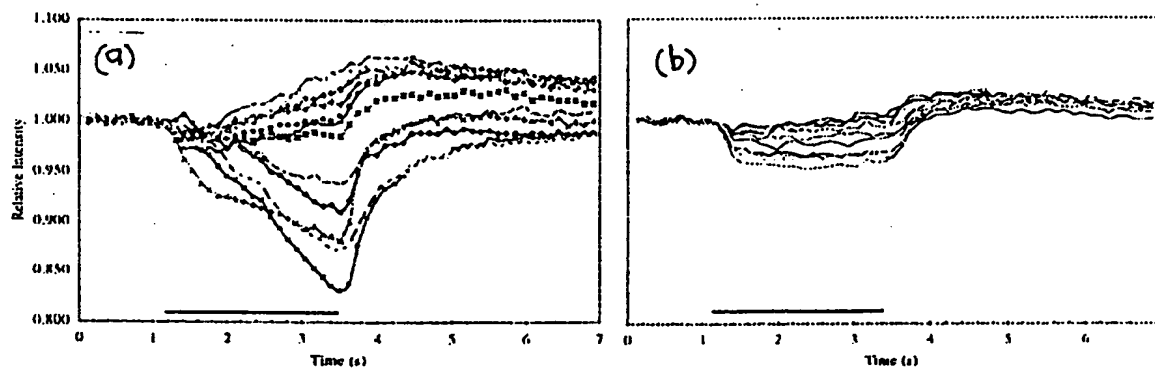 1.100
1.050
1.000
0.950
0.900
0.850
0.800
Relative Intensity
(a)
0 1 2 3 4 5 6 7
Time (s)
(b)
0 1 2 3 4 5 6
Time (s)